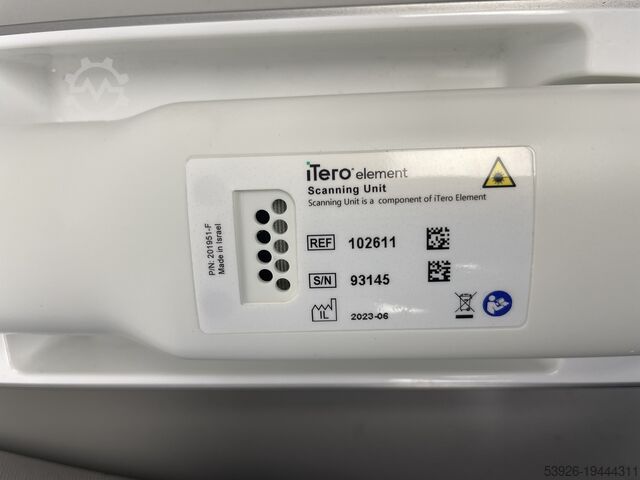 iTero element
Scanning Unit
Scanning Unit is a component of iTero Element
P/N: 201951-F
Made in Israel
REF 102611
S/N 93145
IL 2023-06
53926-19444311